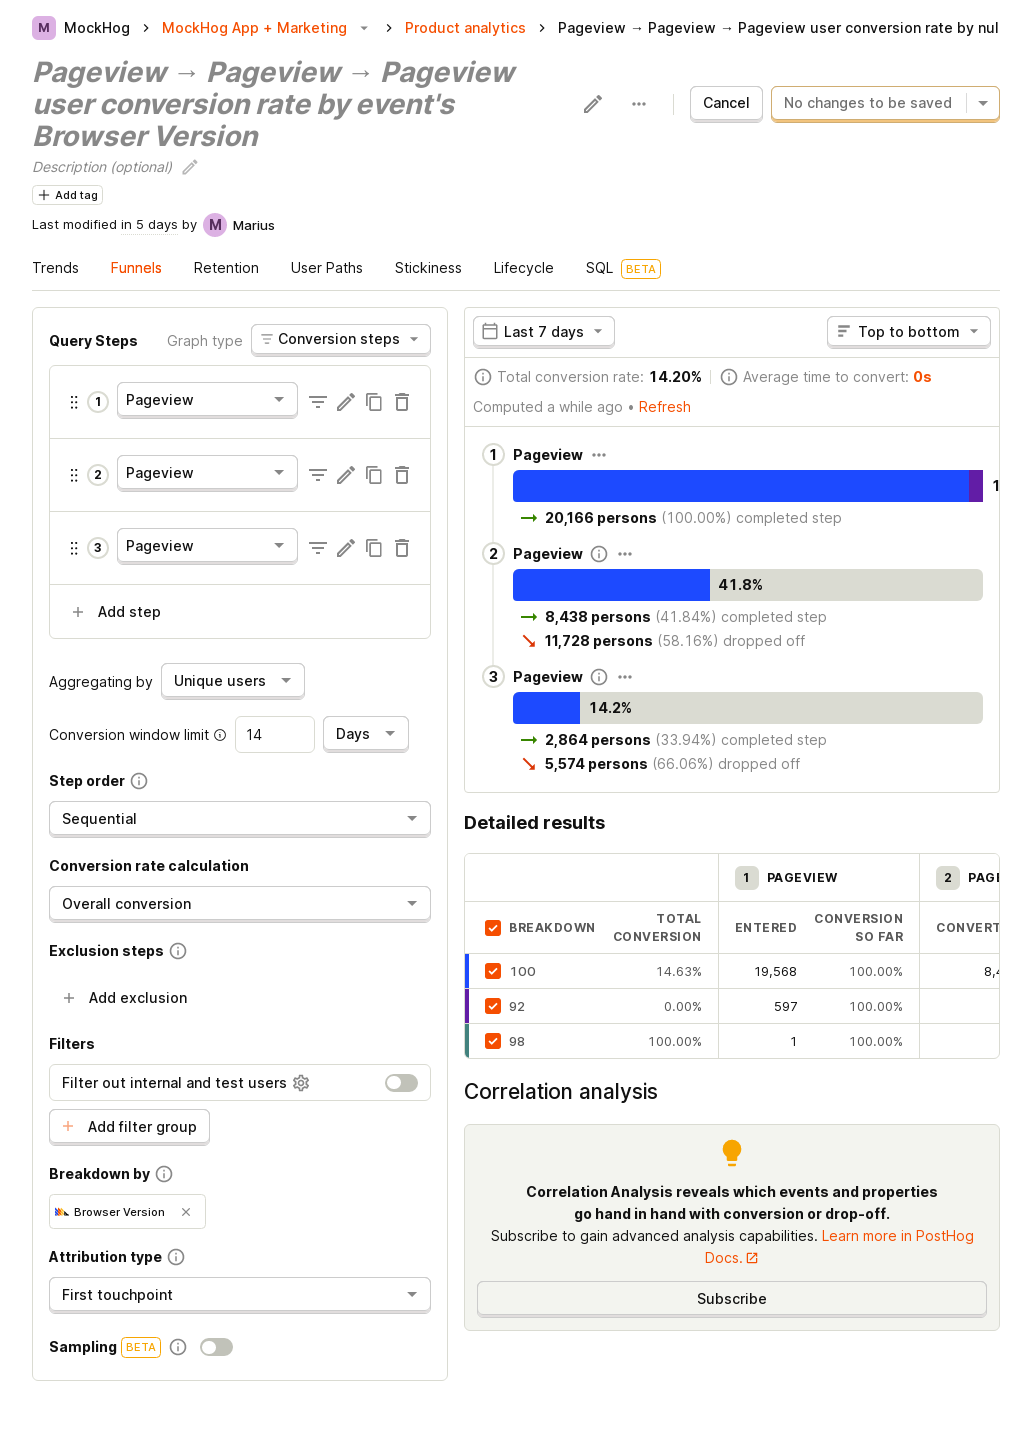 M MockHog MockHog App + Marketing Product analytics Pageview → Pageview → Pageview user conversion rate by nul
Pageview → Pageview → Pageview
user conversion rate by event's
Browser Version
Cancel
No changes to be saved
Description (optional)
Add tag
Last modified in 5 days by M Marius
Trends Funnels Retention User Paths Stickiness Lifecycle SQL BETA
Query Steps Graph type Conversion steps
1 Pageview
2 Pageview
3 Pageview
Add step
Aggregating by Unique users
Conversion window limit 14 Days
Step order
Sequential
Conversion rate calculation
Overall conversion
Exclusion steps
Add exclusion
Filters
Filter out internal and test users
Add filter group
Breakdown by
Browser Version
Attribution type
First touchpoint
Sampling BETA
Last 7 days Top to bottom
Total conversion rate: 14.20% Average time to convert: 0s
Computed a while ago • Refresh
1 Pageview
1
20,166 persons (100.00%) completed step
2 Pageview
41.8%
8,438 persons (41.84%) completed step
11,728 persons (58.16%) dropped off
3 Pageview
14.2%
2,864 persons (33.94%) completed step
5,574 persons (66.06%) dropped off
Detailed results
1 PAGEVIEW 2 PAGE
BREAKDOWN TOTAL CONVERSION ENTERED CONVERSION SO FAR CONVERT
100 14.63% 19,568 100.00% 8,4
92 0.00% 597 100.00%
98 100.00% 1 100.00%
Correlation analysis
Correlation Analysis reveals which events and properties
go hand in hand with conversion or drop-off.
Subscribe to gain advanced analysis capabilities. Learn more in PostHog
Docs.
Subscribe